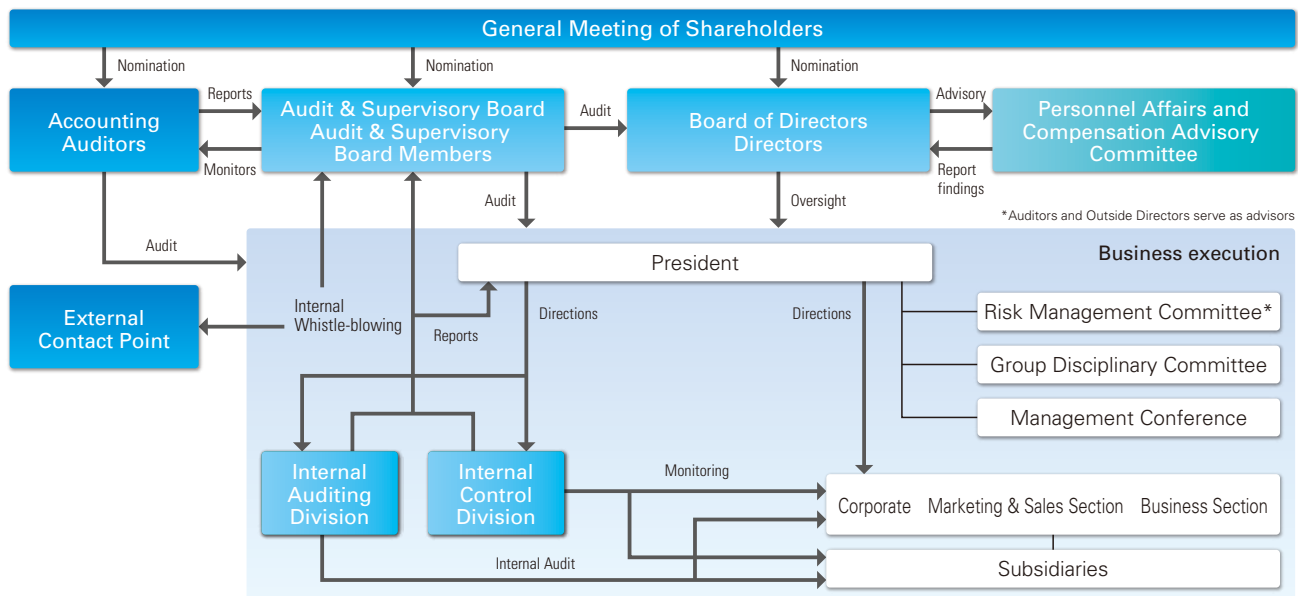 General Meeting of Shareholders
Nomination
Nomination
Nomination
Accounting
Auditors
Reports
Monitors
Audit & Supervisory Board
Audit & Supervisory
Board Members
Audit
Board of Directors
Directors
Advisory
Report
findings
Personnel Affairs and
Compensation Advisory
Committee
Audit
Oversight
*Auditors and Outside Directors serve as advisors
Audit
Business execution
President
External
Contact Point
Internal
Whistle-blowing
Reports
Directions
Directions
Risk Management Committee*
Group Disciplinary Committee
Management Conference
Internal
Auditing
Division
Internal
Control
Division
Monitoring
Corporate Marketing & Sales Section Business Section
Internal Audit
Subsidiaries